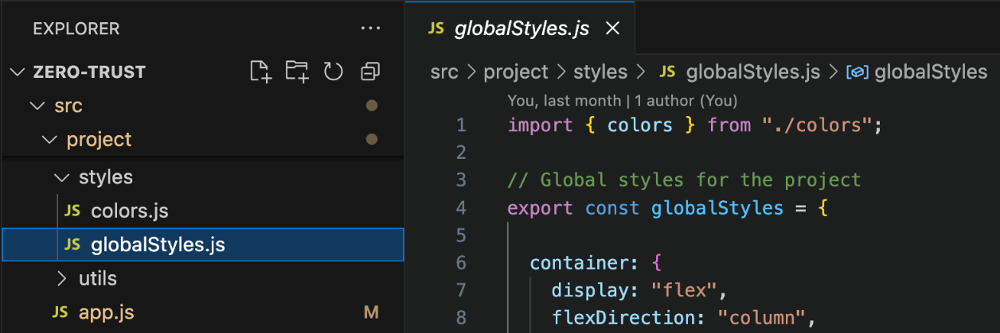 EXPLORER ...
ZERO-TRUST
src
project
styles
JS colors.js
JS globalStyles.js
utils
JS app.js M
JS globalStyles.js
src > project > styles > JS globalStyles.js > globalStyles
You, last month | 1 author (You)
1 import { colors } from "./colors";
2
3 // Global styles for the project
4 export const globalStyles = {
5
6 container: {
7 display: "flex",
8 flexDirection: "column",